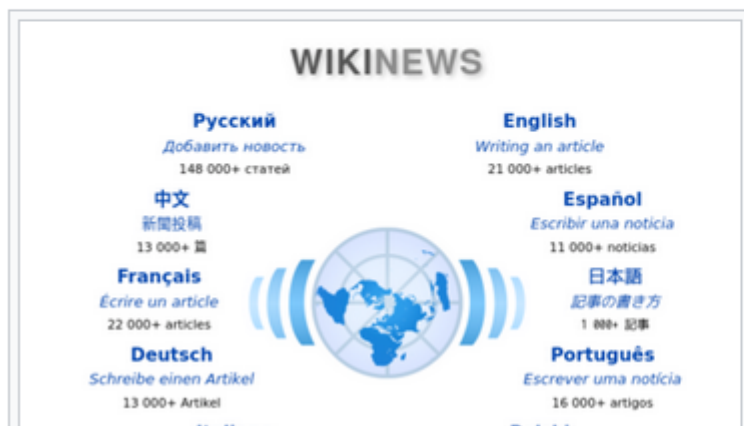 WIKINEWS
Русский
Добавить новость
148 000+ статей
English
Writing an article
21 000+ articles
中文
新聞投稿
13 000+ 篇
Español
Escribir una noticia
11 000+ noticias
Français
Écrire un article
22 000+ articles
日本語
記事の書き方
1 000+ 記事
Deutsch
Schreibe einen Artikel
13 000+ Artikel
Português
Escrever uma notícia
16 000+ artigos